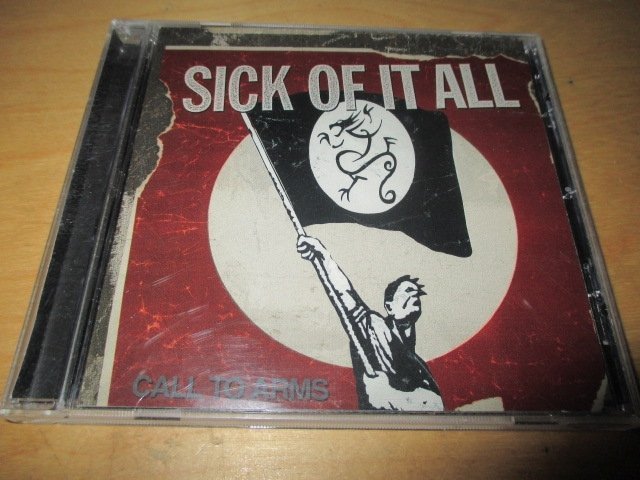 SICK OF IT ALL
CALL TO ARMS